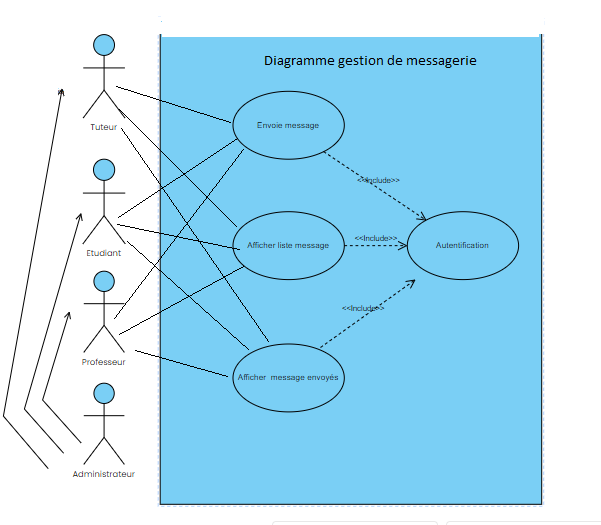 Diagramme gestion de messagerie
Tuteur
Envoie message
<<Include>>
Etudiant
Afficher liste message
<<Include>>
Autentification
<<Include>>
Professeur
Afficher message envoyés
Administrateur